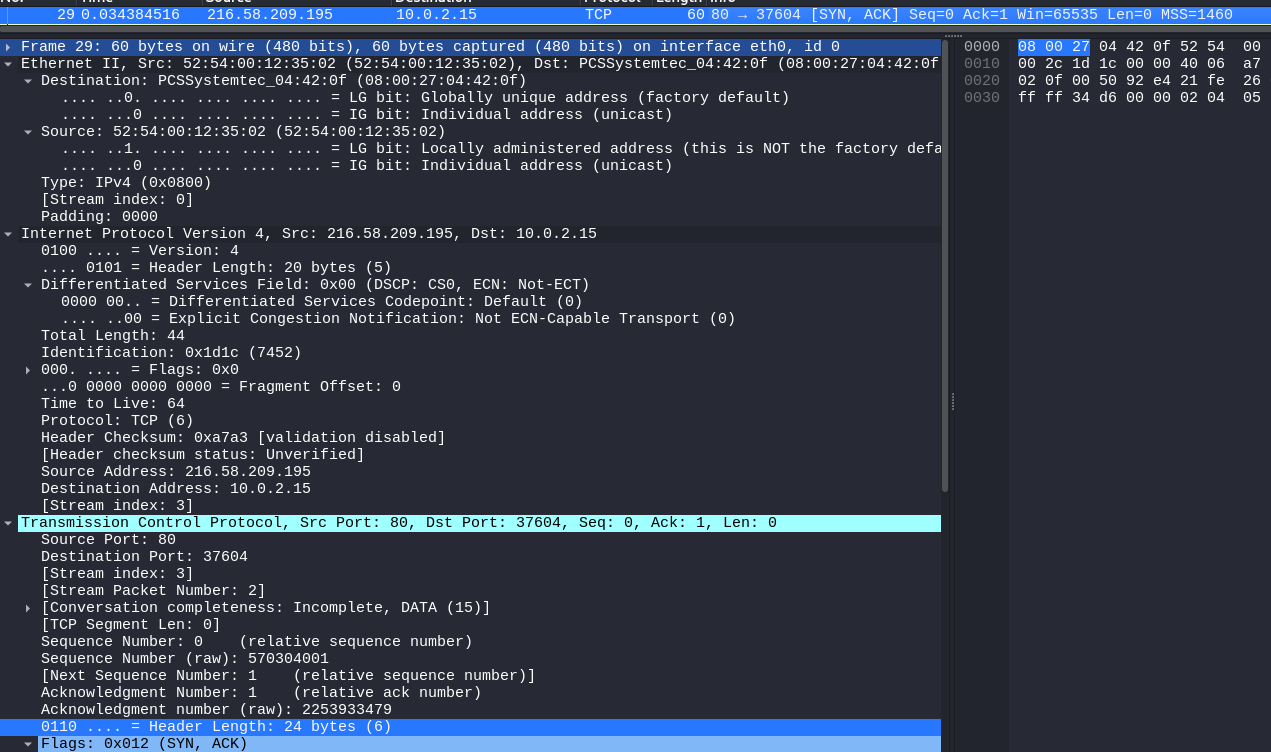 29 0.034384516 216.58.209.195 10.0.2.15 TCP 60 80 → 37604 [SYN, ACK] Seq=0 Ack=1 Win=65535 Len=0 MSS=1460
Frame 29: 60 bytes on wire (480 bits), 60 bytes captured (480 bits) on interface eth0, id 0
Ethernet II, Src: 52:54:00:12:35:02 (52:54:00:12:35:02), Dst: PCSSystemtec_04:42:0f (08:00:27:04:42:0f
Destination: PCSSystemtec_04:42:0f (08:00:27:04:42:0f)
.... ..0. .... .... .... .... = LG bit: Globally unique address (factory default)
.... ...0 .... .... .... .... = IG bit: Individual address (unicast)
Source: 52:54:00:12:35:02 (52:54:00:12:35:02)
.... ..1. .... .... .... .... = LG bit: Locally administered address (this is NOT the factory defa
.... ...0 .... .... .... .... = IG bit: Individual address (unicast)
Type: IPv4 (0x0800)
[Stream index: 0]
Padding: 0000
Internet Protocol Version 4, Src: 216.58.209.195, Dst: 10.0.2.15
0100 .... = Version: 4
.... 0101 = Header Length: 20 bytes (5)
Differentiated Services Field: 0x00 (DSCP: CS0, ECN: Not-ECT)
0000 00.. = Differentiated Services Codepoint: Default (0)
.... ..00 = Explicit Congestion Notification: Not ECN-Capable Transport (0)
Total Length: 44
Identification: 0x1d1c (7452)
000. .... = Flags: 0x0
...0 0000 0000 0000 = Fragment Offset: 0
Time to Live: 64
Protocol: TCP (6)
Header Checksum: 0xa7a3 [validation disabled]
[Header checksum status: Unverified]
Source Address: 216.58.209.195
Destination Address: 10.0.2.15
[Stream index: 3]
Transmission Control Protocol, Src Port: 80, Dst Port: 37604, Seq: 0, Ack: 1, Len: 0
Source Port: 80
Destination Port: 37604
[Stream index: 3]
[Stream Packet Number: 2]
[Conversation completeness: Incomplete, DATA (15)]
[TCP Segment Len: 0]
Sequence Number: 0    (relative sequence number)
Sequence Number (raw): 570304001
[Next Sequence Number: 1    (relative sequence number)]
Acknowledgment Number: 1    (relative ack number)
Acknowledgment number (raw): 2253933479
0110 .... = Header Length: 24 bytes (6)
Flags: 0x012 (SYN, ACK)
0000 08 00 27 04 42 0f 52 54 00
0010 00 2c 1d 1c 00 00 40 06 a7
0020 02 0f 00 50 92 e4 21 fe 26
0030 ff ff 34 d6 00 00 02 04 05